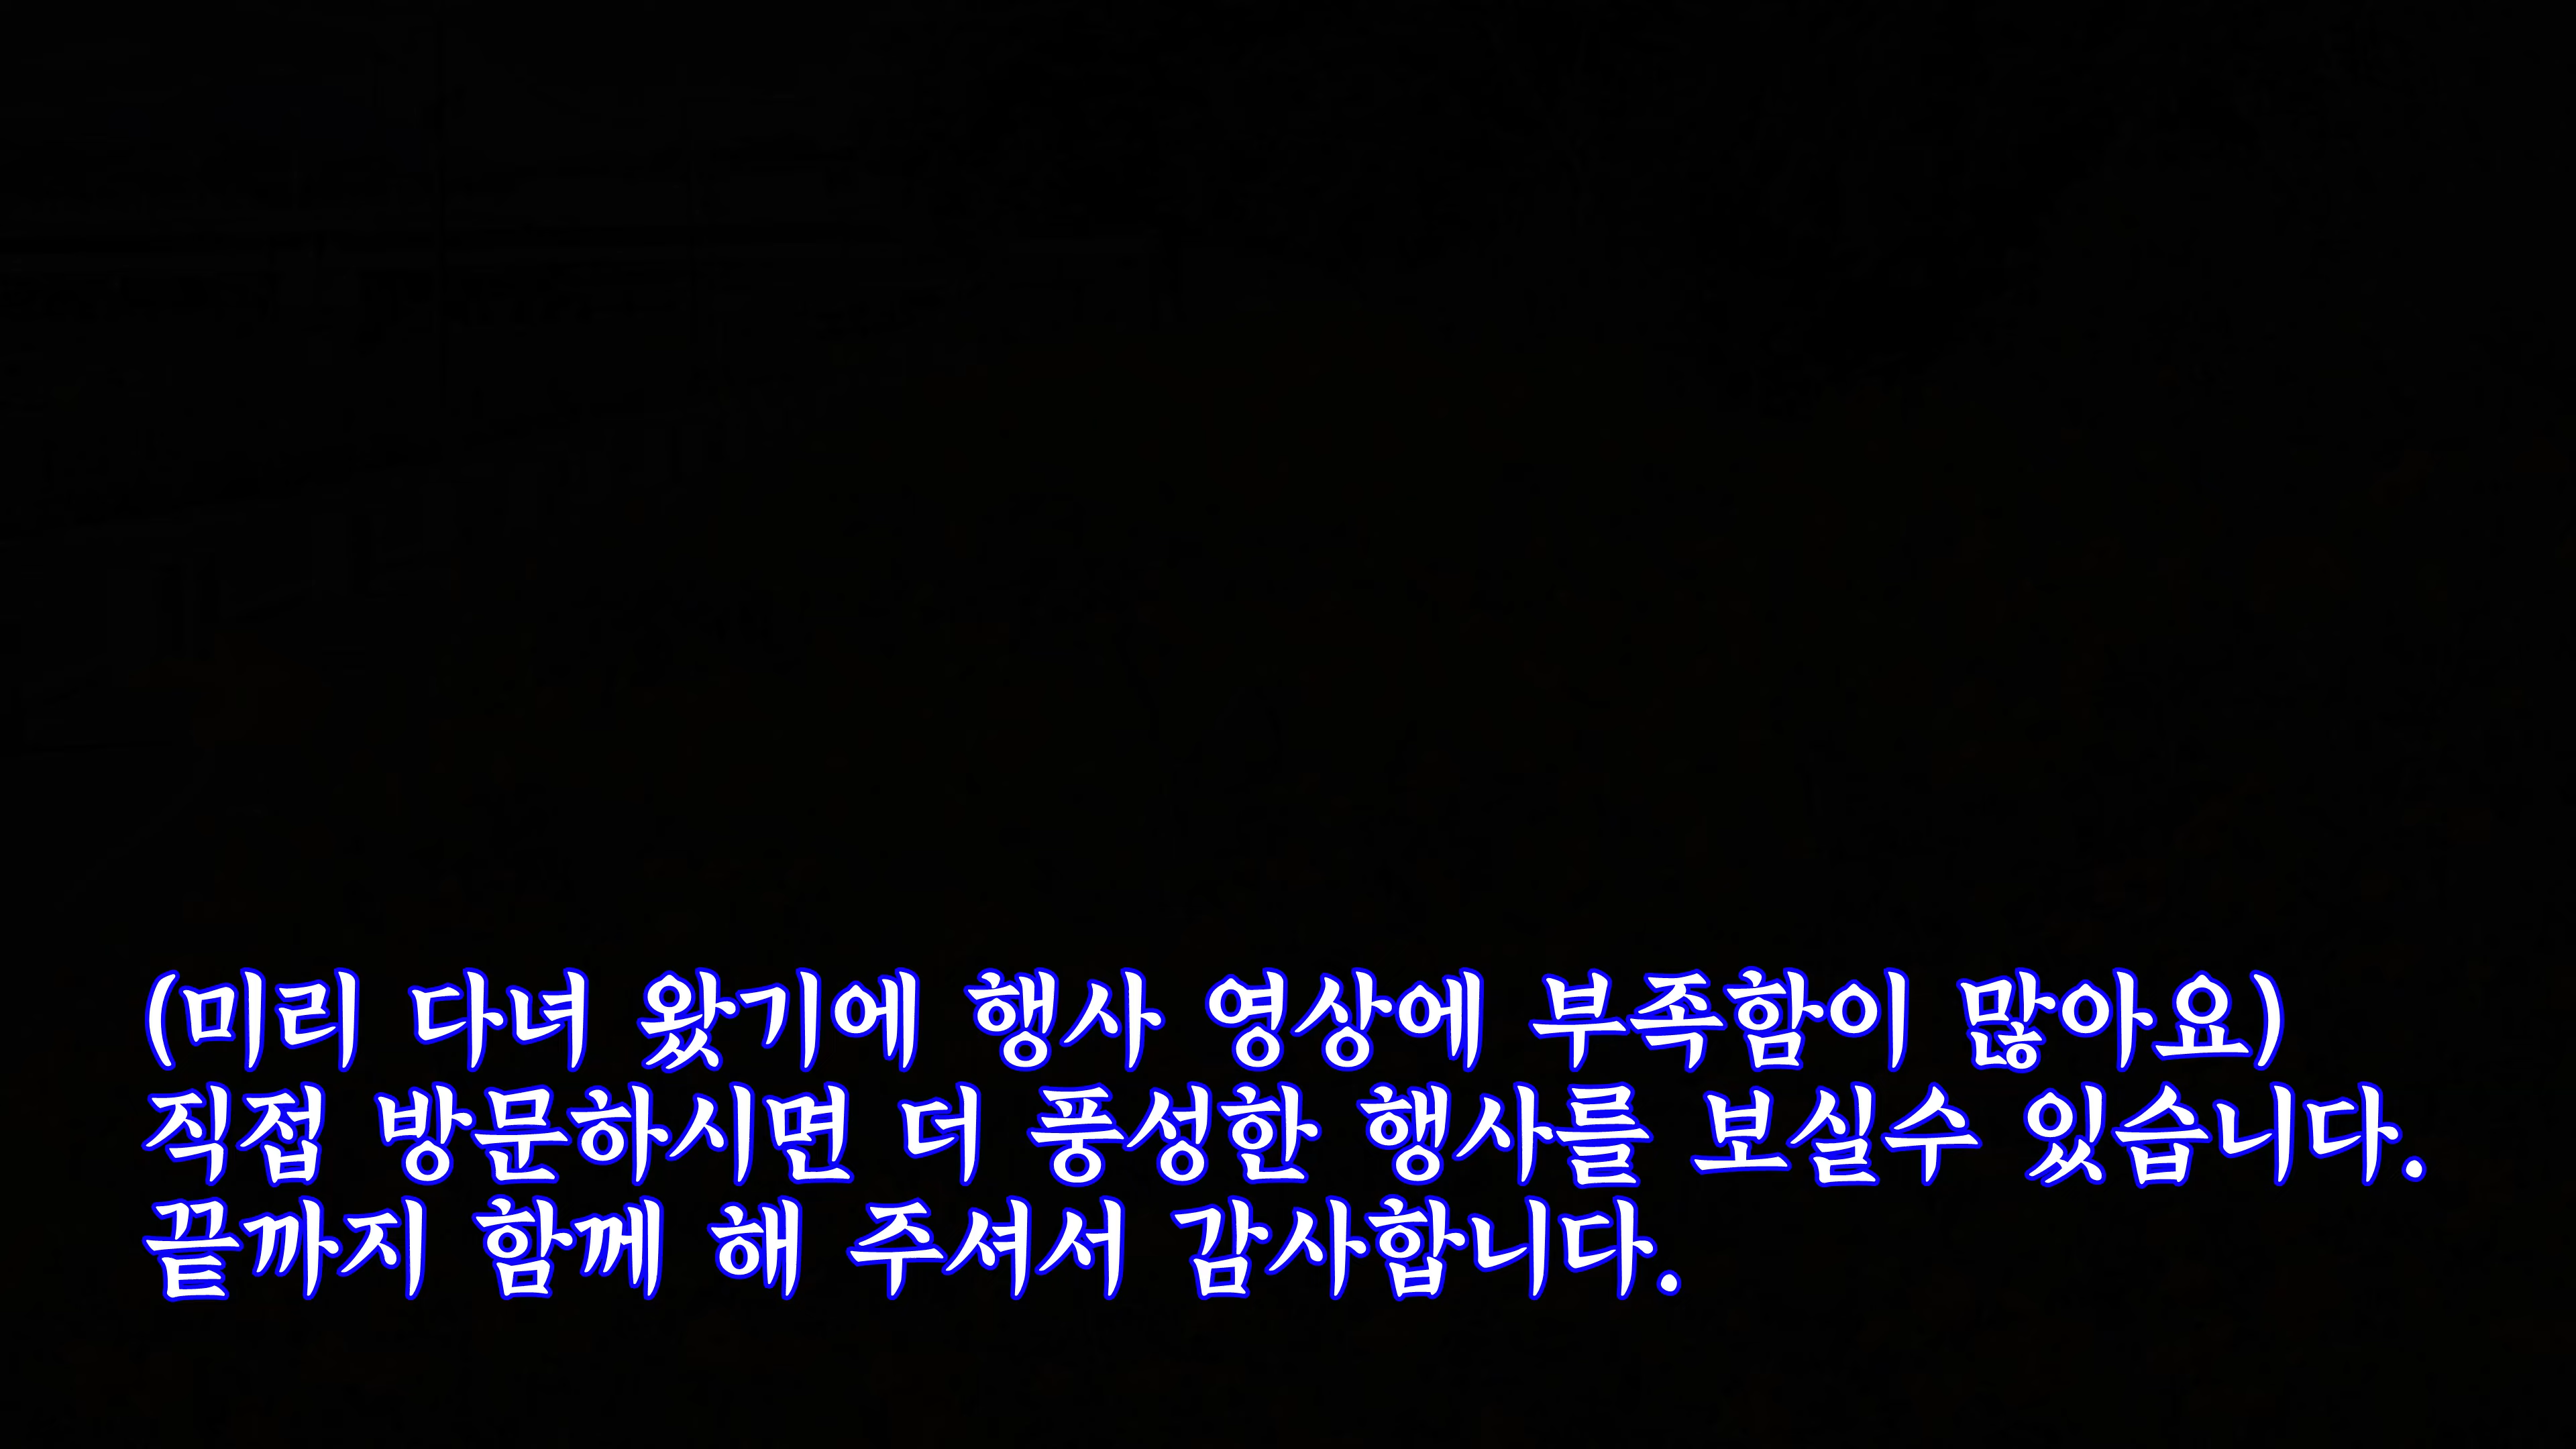 (미리 다녀 왔기에 행사 영상에 부족함이 많아요)
직접 방문하시면 더 풍성한 행사를 보실수 있습니다.
끝까지 함께 해 주셔서 감사합니다.